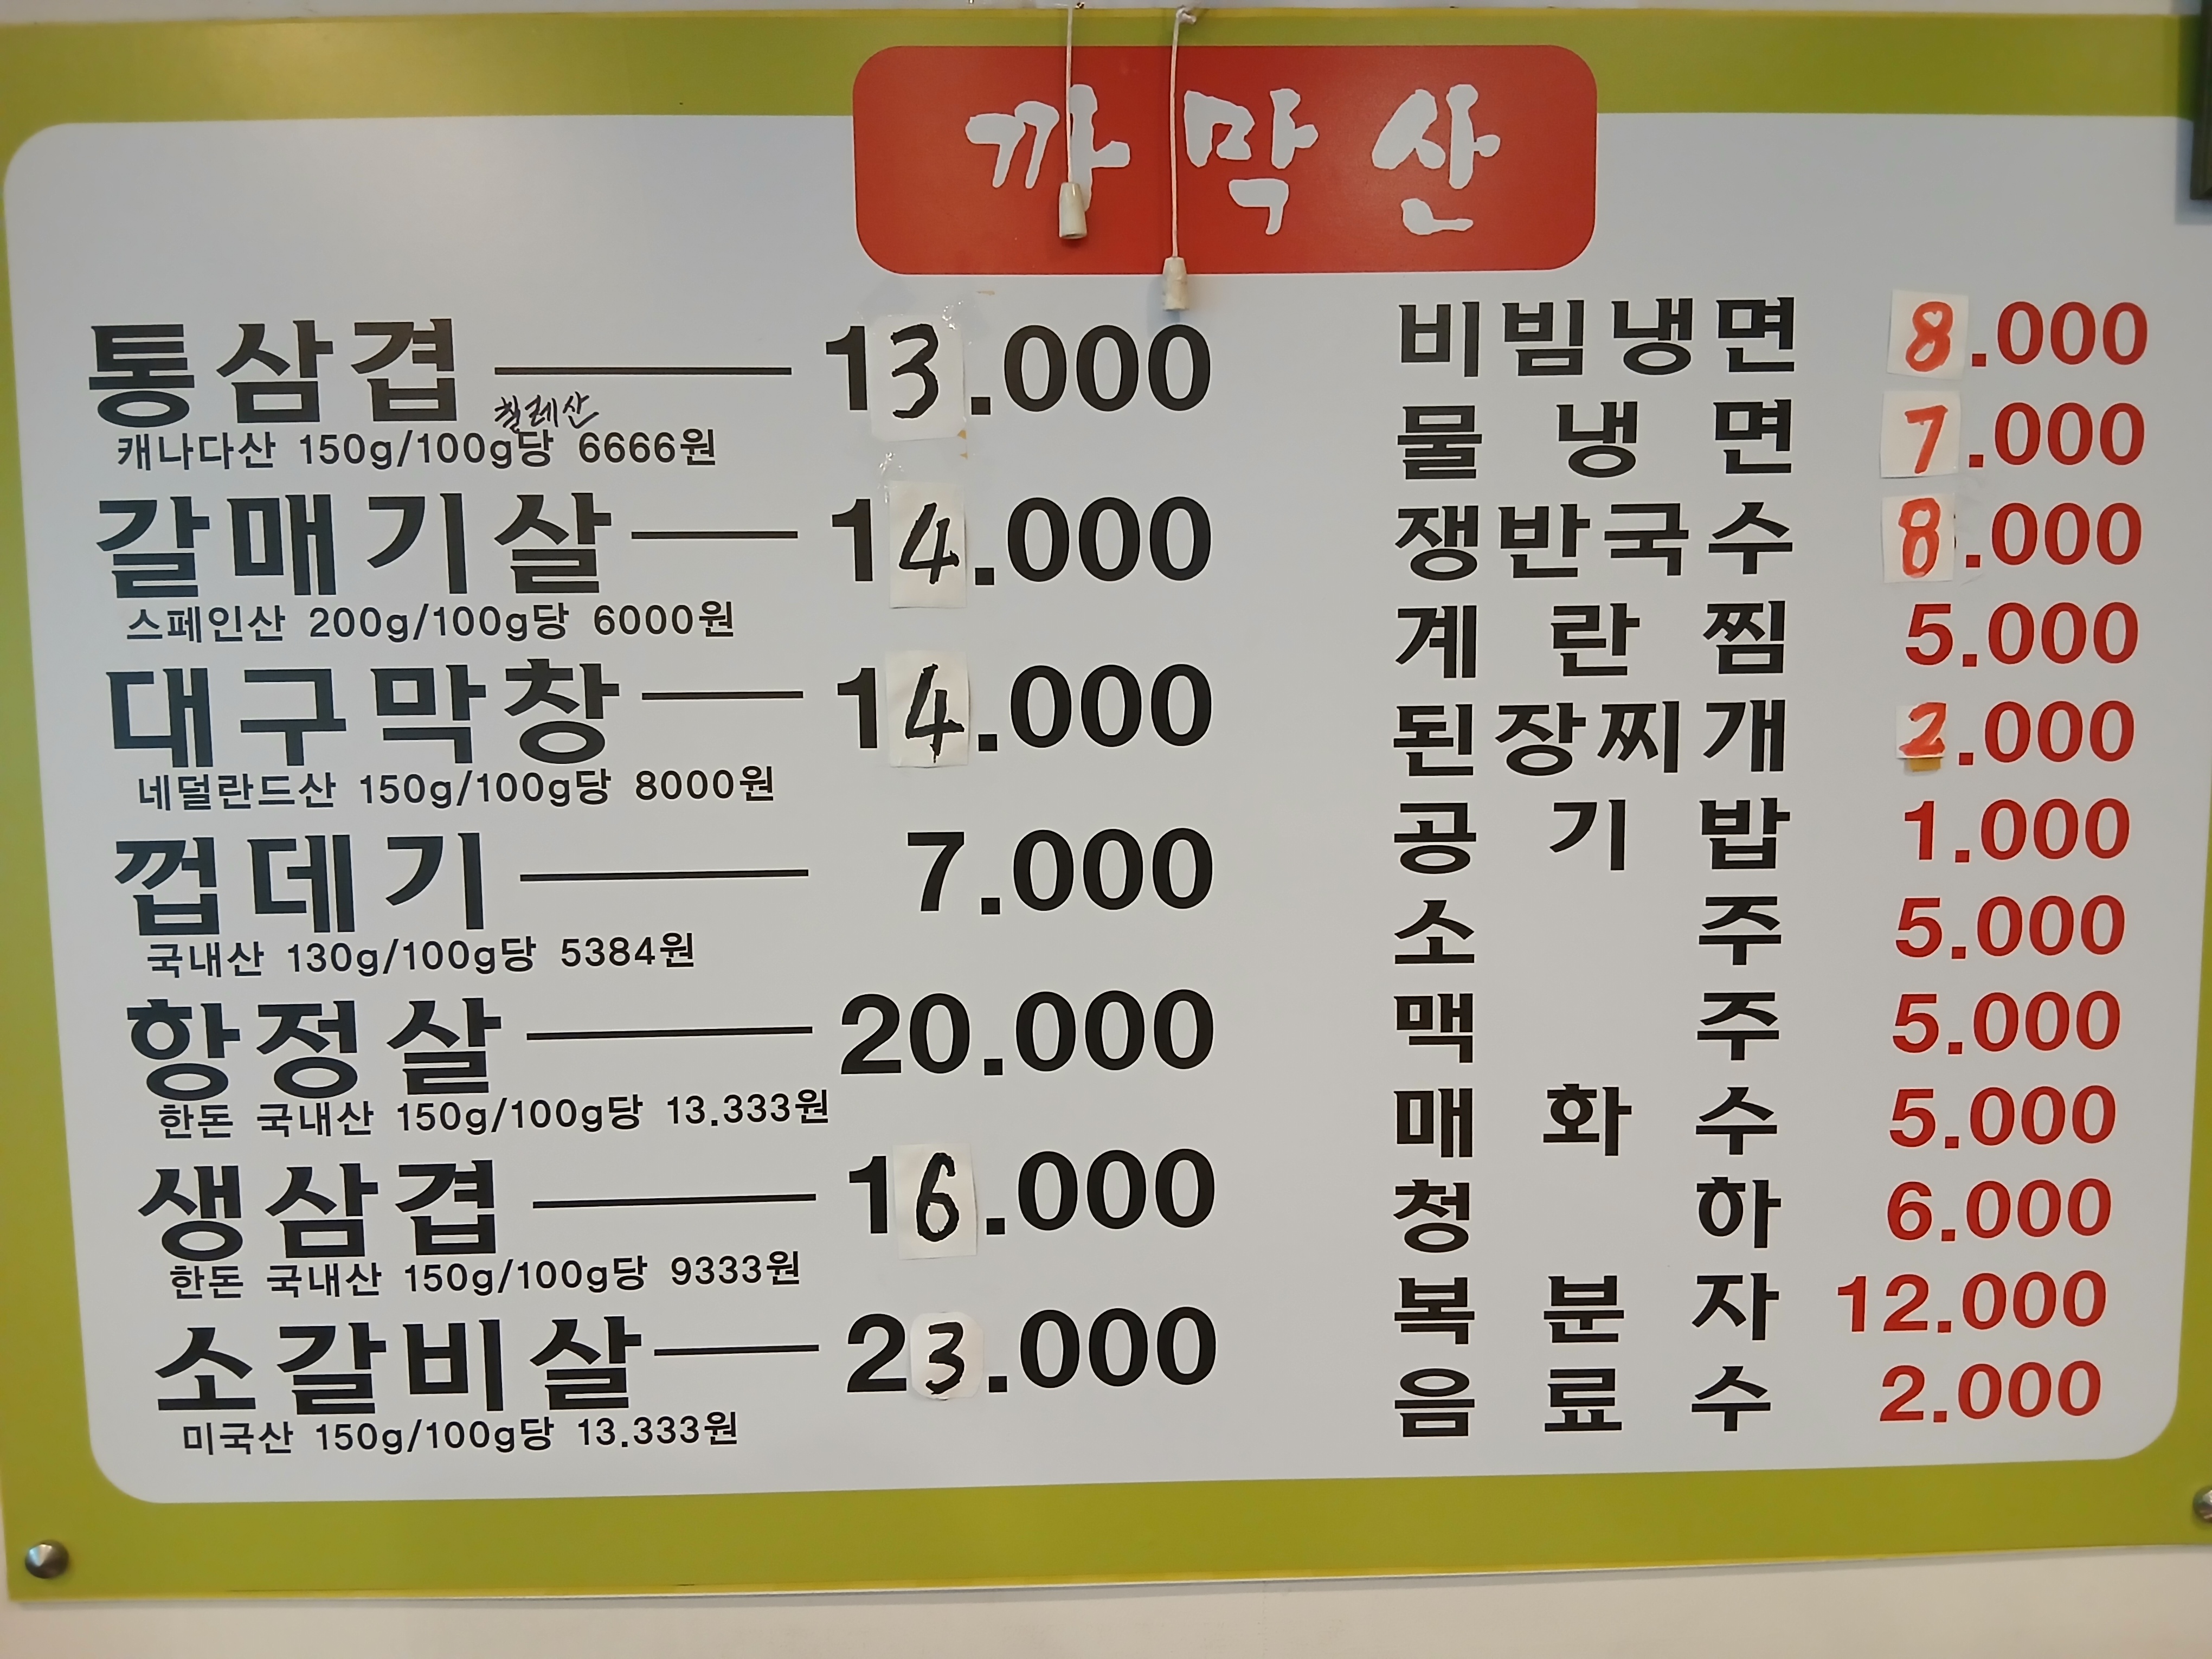 까막산
통삼겹 13.000
칠레산
캐나다산 150g/100g당 6666원
갈매기살 14.000
스페인산 200g/100g당 6000원
대구막창 14.000
네덜란드산 150g/100g당 8000원
껍데기 7.000
국내산 130g/100g당 5384원
항정살 20.000
한돈 국내산 150g/100g당 13.333원
생삼겹 16.000
한돈 국내산 150g/100g당 9333원
소갈비살 23.000
미국산 150g/100g당 13.333원
비빔냉면 8.000
물냉면 7.000
쟁반국수 8.000
계란찜 5.000
된장찌개 2.000
공기밥 1.000
소주 5.000
맥주 5.000
매화수 5.000
청하 6.000
복분자 12.000
음료수 2.000